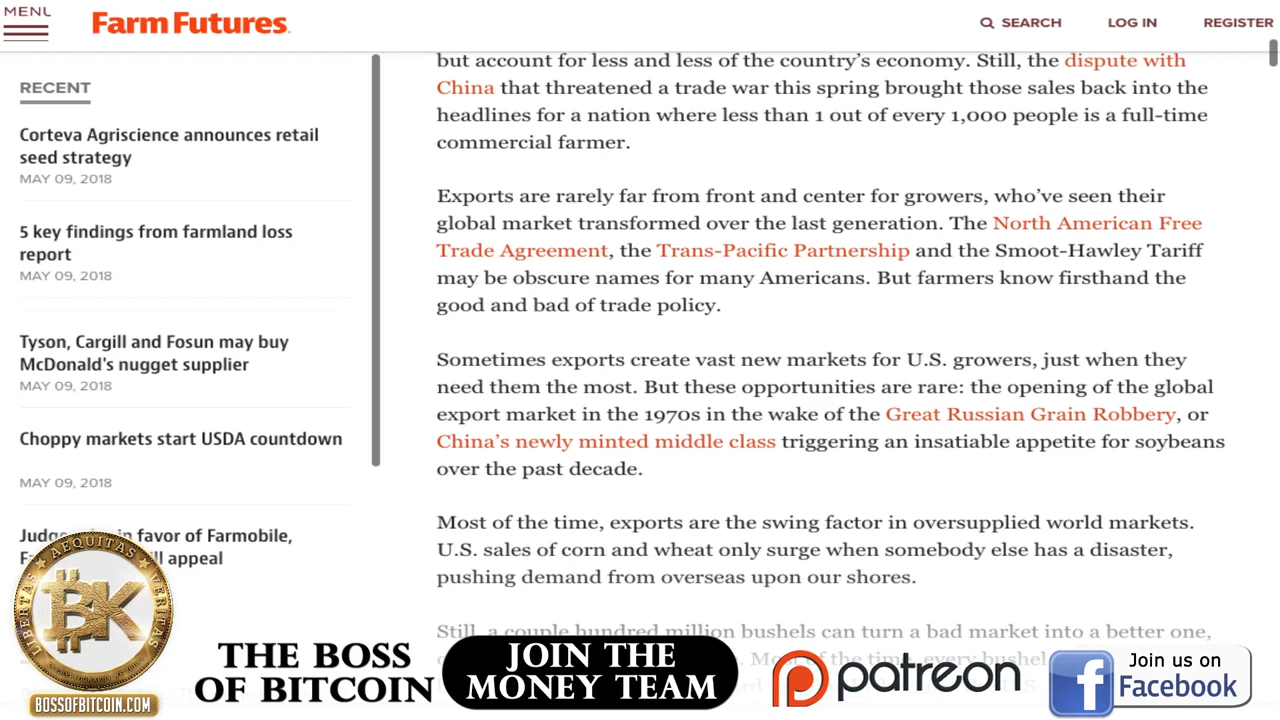 MENU
Farm Futures
SEARCH
LOG IN
REGISTER
RECENT
Corteva Agriscience announces retail
seed strategy
MAY 09, 2018
5 key findings from farmland loss
report
MAY 09, 2018
Tyson, Cargill and Fosun may buy
McDonald's nugget supplier
MAY 09, 2018
Choppy markets start USDA countdown
MAY 09, 2018
in favor of Farmobile,
appeal
but account for less and less of the country's economy. Still, the dispute with
China that threatened a trade war this spring brought those sales back into the
headlines for a nation where less than 1 out of every 1,000 people is a full-time
commercial farmer.
Exports are rarely far from front and center for growers, who've seen their
global market transformed over the last generation. The North American Free
Trade Agreement, the Trans-Pacific Partnership and the Smoot-Hawley Tariff
may be obscure names for many Americans. But farmers know firsthand the
good and bad of trade policy.
Sometimes exports create vast new markets for U.S. growers, just when they
need them the most. But these opportunities are rare: the opening of the global
export market in the 1970s in the wake of the Great Russian Grain Robbery, or
China's newly minted middle class triggering an insatiable appetite for soybeans
over the past decade.
Most of the time, exports are the swing factor in oversupplied world markets.
U.S. sales of corn and wheat only surge when somebody else has a disaster,
pushing demand from overseas upon our shores.
Still, a couple hundred million bushels can turn a bad market into a better one,
Most of the time, every bushel
LIBERTAS AEQUITAS VERITAS
BK
BOSSOFBITCOIN.COM
THE BOSS
OF BITCOIN
JOIN THE
MONEY TEAM
patreon
Join us on
Facebook